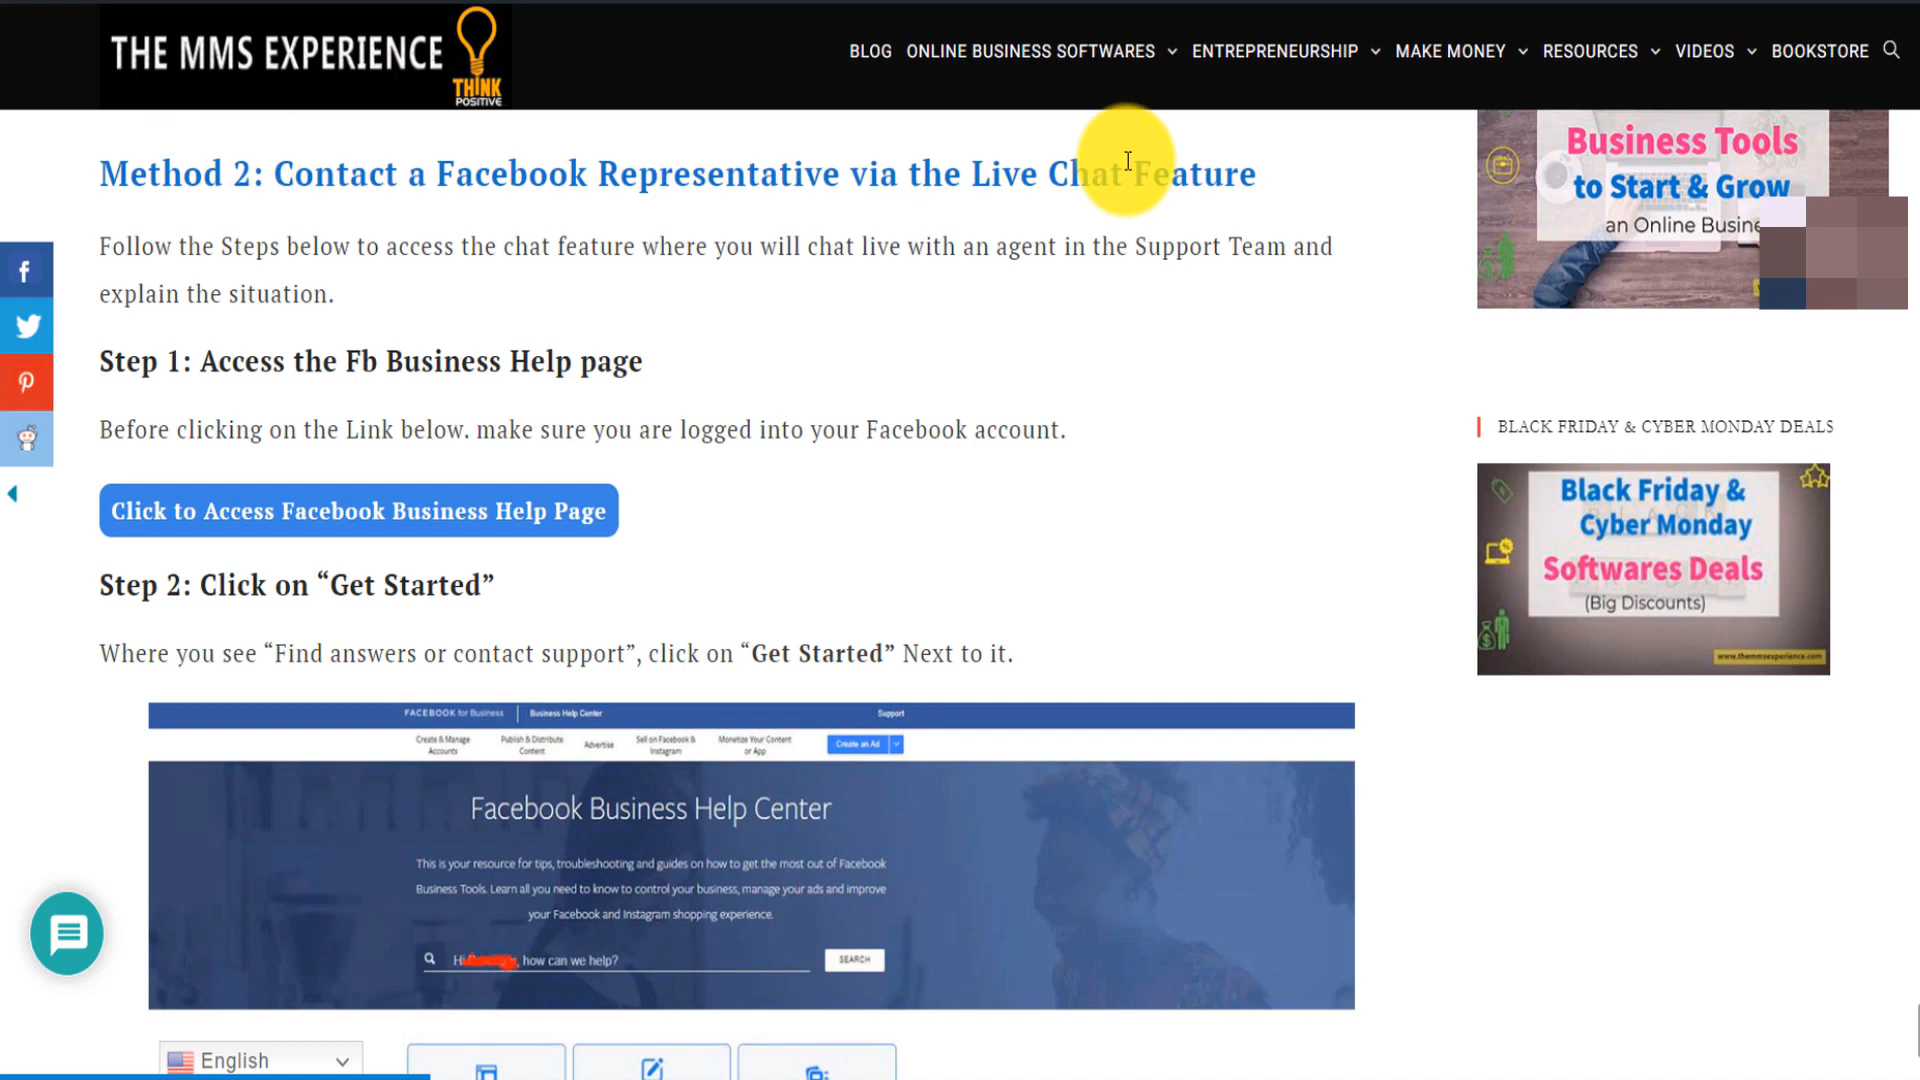 THE MMS EXPERIENCE
THINK
POSITIVE
BLOG ONLINE BUSINESS SOFTWARES ENTREPRENEURSHIP MAKE MONEY RESOURCES VIDEOS BOOKSTORE
Method 2: Contact a Facebook Representative via the Live Chat Feature
Follow the Steps below to access the chat feature where you will chat live with an agent in the Support Team and
explain the situation.
Step 1: Access the Fb Business Help page
Before clicking on the Link below. make sure you are logged into your Facebook account.
Click to Access Facebook Business Help Page
Step 2: Click on “Get Started”
Where you see “Find answers or contact support”, click on “Get Started” Next to it.
FACEBOOK for Business Business Help Center Support
Create & Manage
Accounts
Publish & Distribute
Content
Advertise
Sell on Facebook &
Instagram
Monetize Your Content
or App
Create an Ad
Facebook Business Help Center
This is your resource for tips, troubleshooting and guides on how to get the most out of Facebook
Business Tools. Learn all you need to know to control your business, manage your ads and improve
your Facebook and Instagram shopping experience.
Hi , how can we help?
SEARCH
English
Business Tools
to Start & Grow
an Online
BLACK FRIDAY & CYBER MONDAY DEALS
Black Friday &
Cyber Monday
Softwares Deals
(Big Discounts)
www.themmsexperience.com